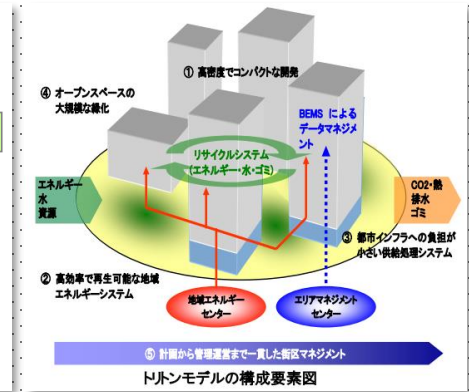 ① 高密度でコンパクトな開発
④ オープンスペースの
大規模な緑化
BEMS による
データマネジメ
ント
リサイクルシステム
(エネルギー・水・ゴミ)
エネルギー
水
資源
CO2・熱
排水
ゴミ
③ 都市インフラへの負担が
小さい供給処理システム
② 高効率で再生可能な地域
エネルギーシステム
地域エネルギー
センター
エリアマネジメント
センター
⑤ 計画から管理運営まで一貫した街区マネジメント
トリトンモデルの構成要素図